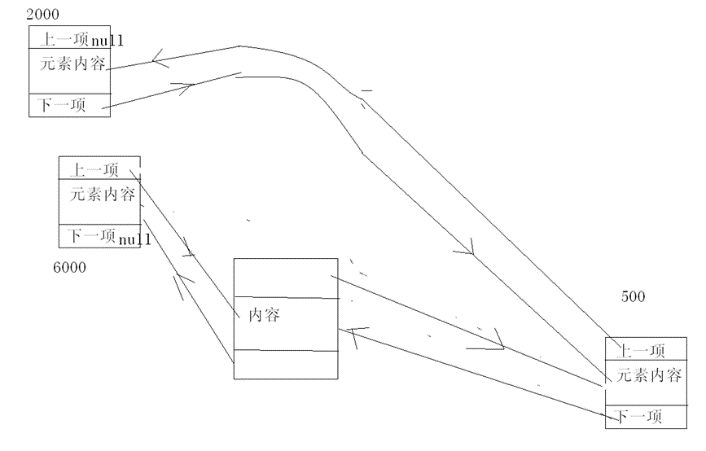 2000
上一项null
元素内容
下一项
上一项
元素内容
下一项null
6000
内容
500
上一项
元素内容
下一项